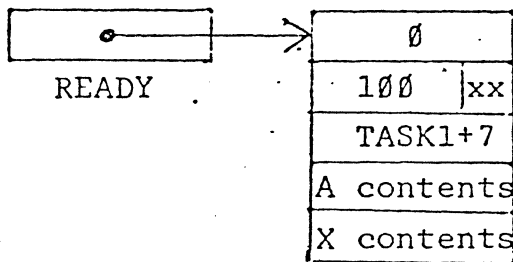 Ø
READY
1ØØ xx
TASK1+7
A contents
X contents